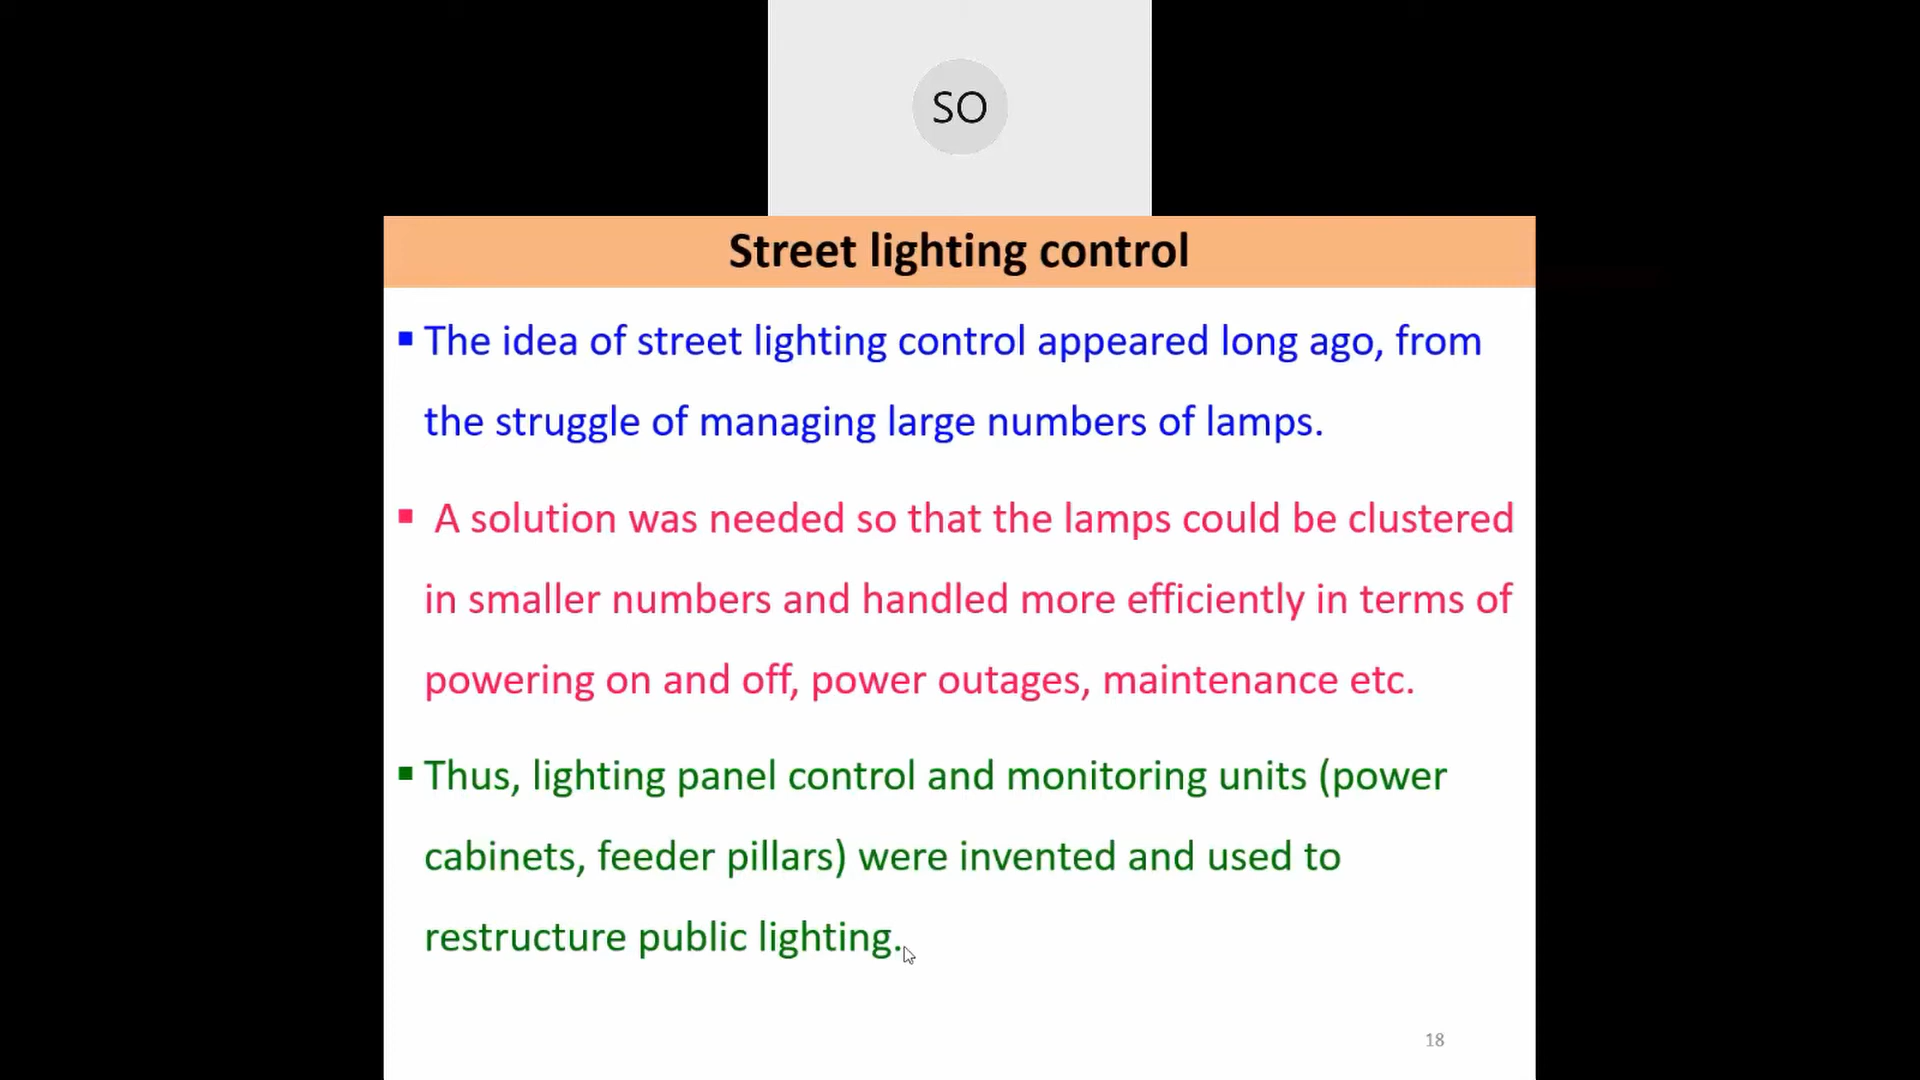 SO
Street lighting control
▪ The idea of street lighting control appeared long ago, from
the struggle of managing large numbers of lamps.
▪ A solution was needed so that the lamps could be clustered
in smaller numbers and handled more efficiently in terms of
powering on and off, power outages, maintenance etc.
▪ Thus, lighting panel control and monitoring units (power
cabinets, feeder pillars) were invented and used to
restructure public lighting.
18